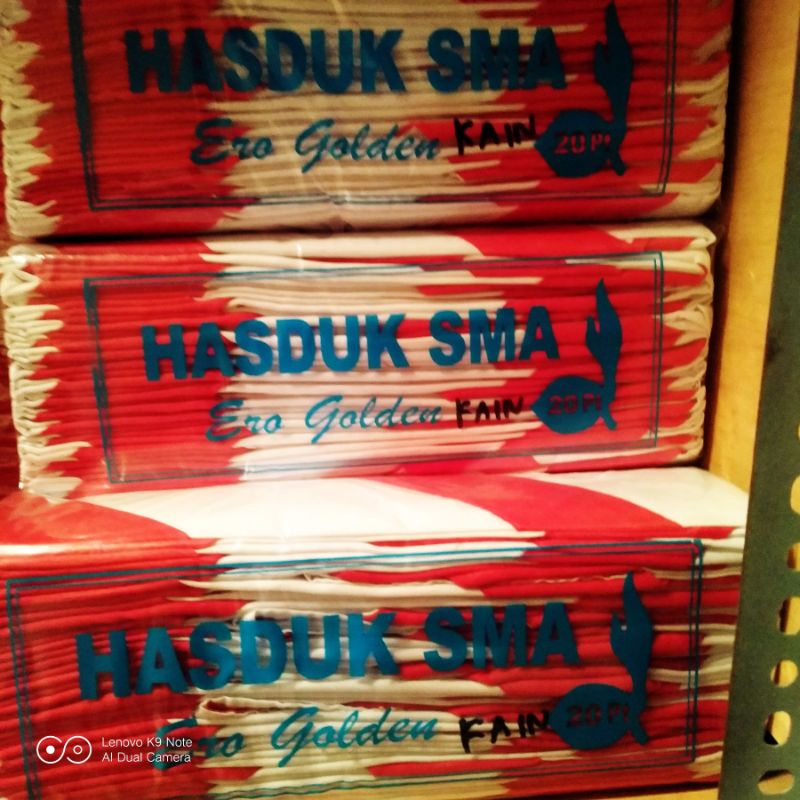 HASDUK SMA
Ero Golden KAIN 20 PI
HASDUK SMA
Ero Golden KAIN 20 PI
HASDUK SMA
Ero Golden KAIN 20 PI
Lenovo K9 Note
AI Dual Camera